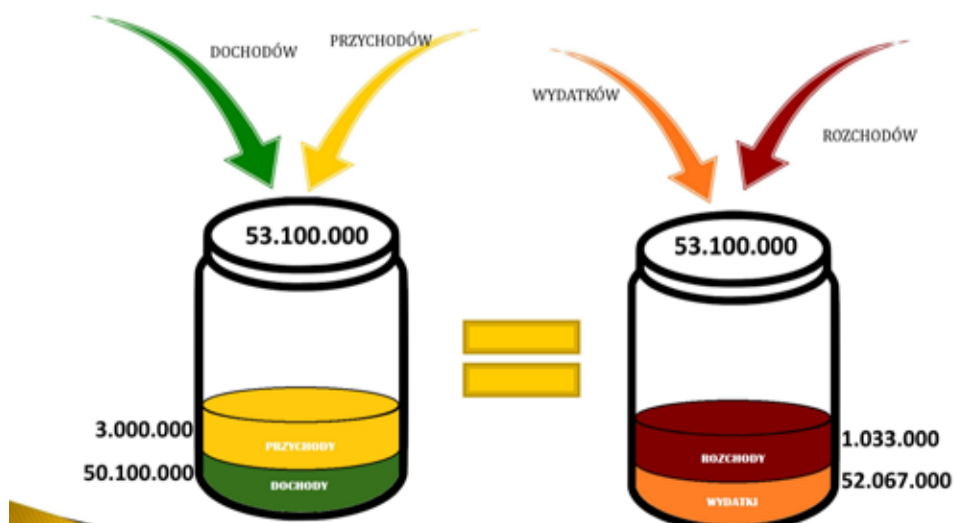 DOCHODÓW
PRZYCHODÓW
WYDATKÓW
ROZCHODÓW
53.100.000
53.100.000
3.000.000
PRZYCHODY
50.100.000
DOCHODY
1.033.000
ROZCHODY
52.067.000
WYDATKI